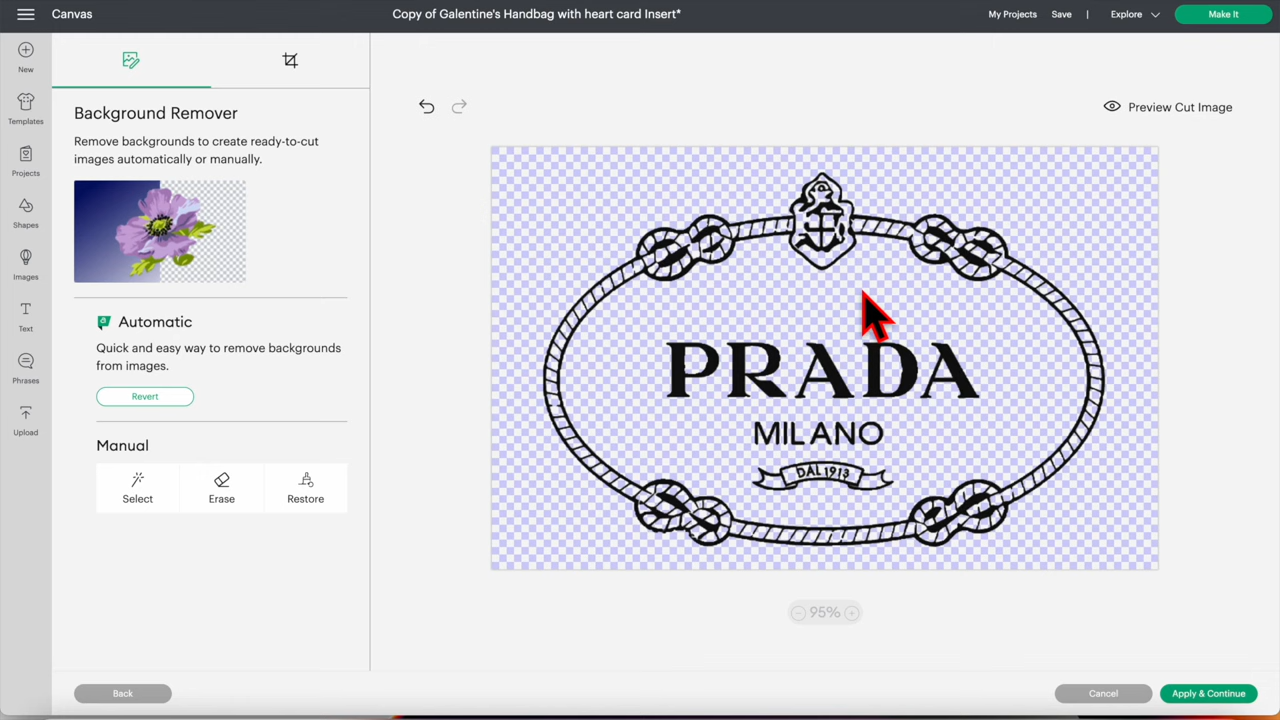 Canvas
Copy of Galentine's Handbag with heart card Insert*
My Projects
Save
|
Explore
Make It
New
Templates
Projects
Shapes
Images
Text
Phrases
Upload
Background Remover
Remove backgrounds to create ready-to-cut
images automatically or manually.
Automatic
Quick and easy way to remove backgrounds
from images.
Revert
Manual
Select
Erase
Restore
Preview Cut Image
PRADA
MILANO
DAL 1913
95%
Back
Cancel
Apply & Continue